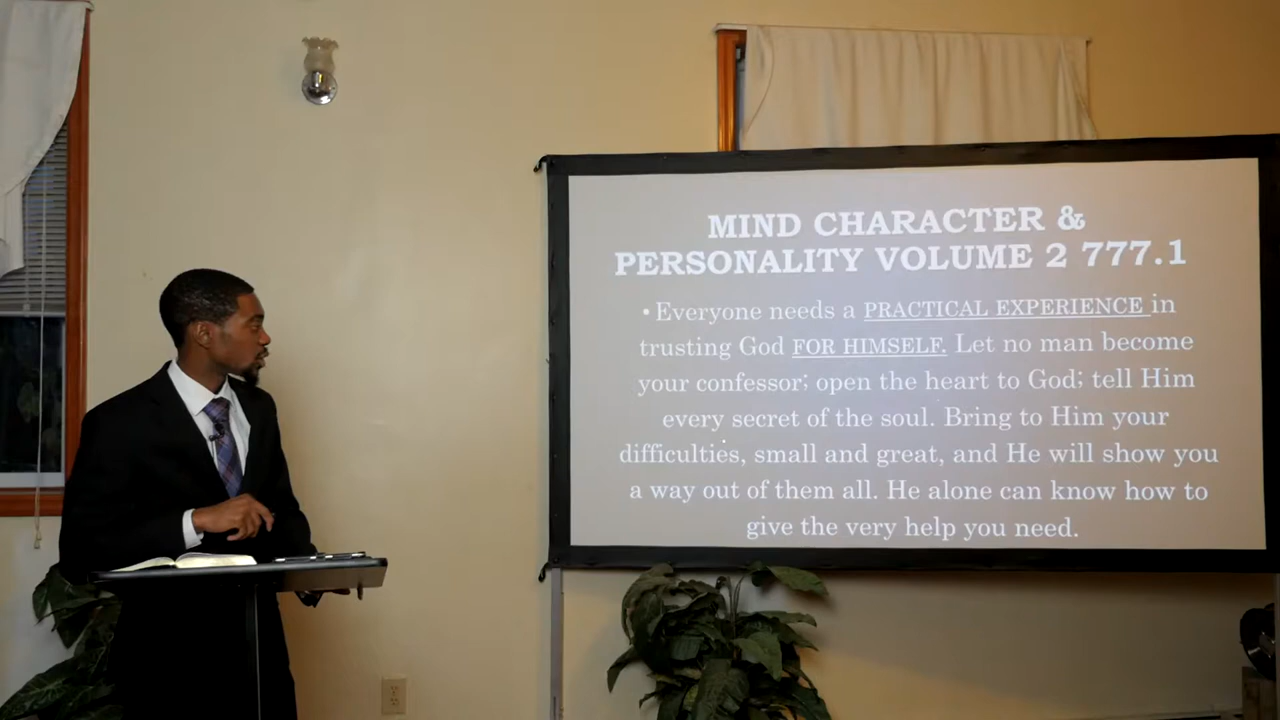 MIND CHARACTER &
PERSONALITY VOLUME 2 777.1
• Everyone needs a PRACTICAL EXPERIENCE in
trusting God FOR HIMSELF. Let no man become
your confessor; open the heart to God; tell Him
every secret of the soul. Bring to Him your
difficulties, small and great, and He will show you
a way out of them all. He alone can know how to
give the very help you need.